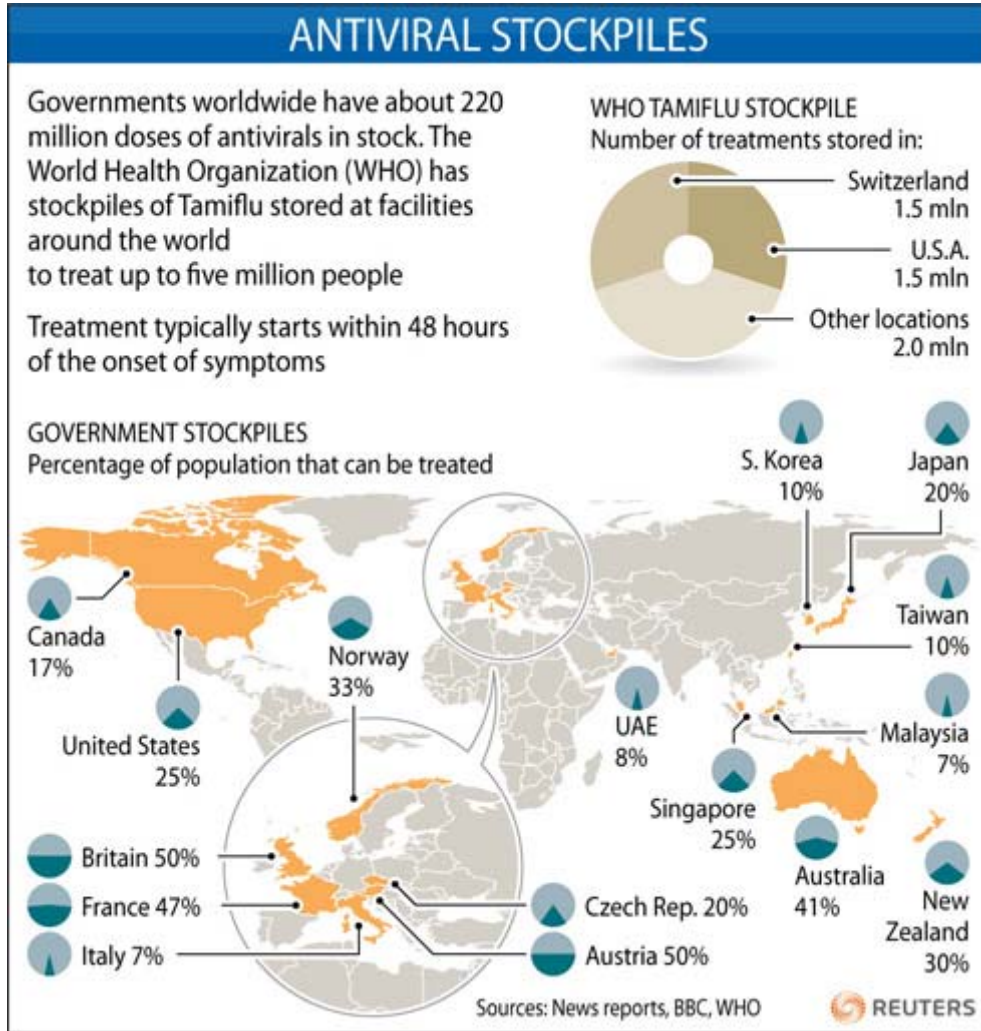 ANTIVIRAL STOCKPILES
Governments worldwide have about 220
million doses of antivirals in stock. The
World Health Organization (WHO) has
stockpiles of Tamiflu stored at facilities
around the world
to treat up to five million people
Treatment typically starts within 48 hours
of the onset of symptoms
WHO TAMIFLU STOCKPILE
Number of treatments stored in:
Switzerland
1.5 mln
U.S.A.
1.5 mln
Other locations
2.0 mln
GOVERNMENT STOCKPILES
Percentage of population that can be treated
S. Korea
10%
Japan
20%
Canada
17%
United States
25%
Norway
33%
UAE
8%
Taiwan
10%
Malaysia
7%
Singapore
25%
Australia
41%
New
Zealand
30%
Britain 50%
France 47%
Italy 7%
Czech Rep. 20%
Austria 50%
Sources: News reports, BBC, WHO
REUTERS